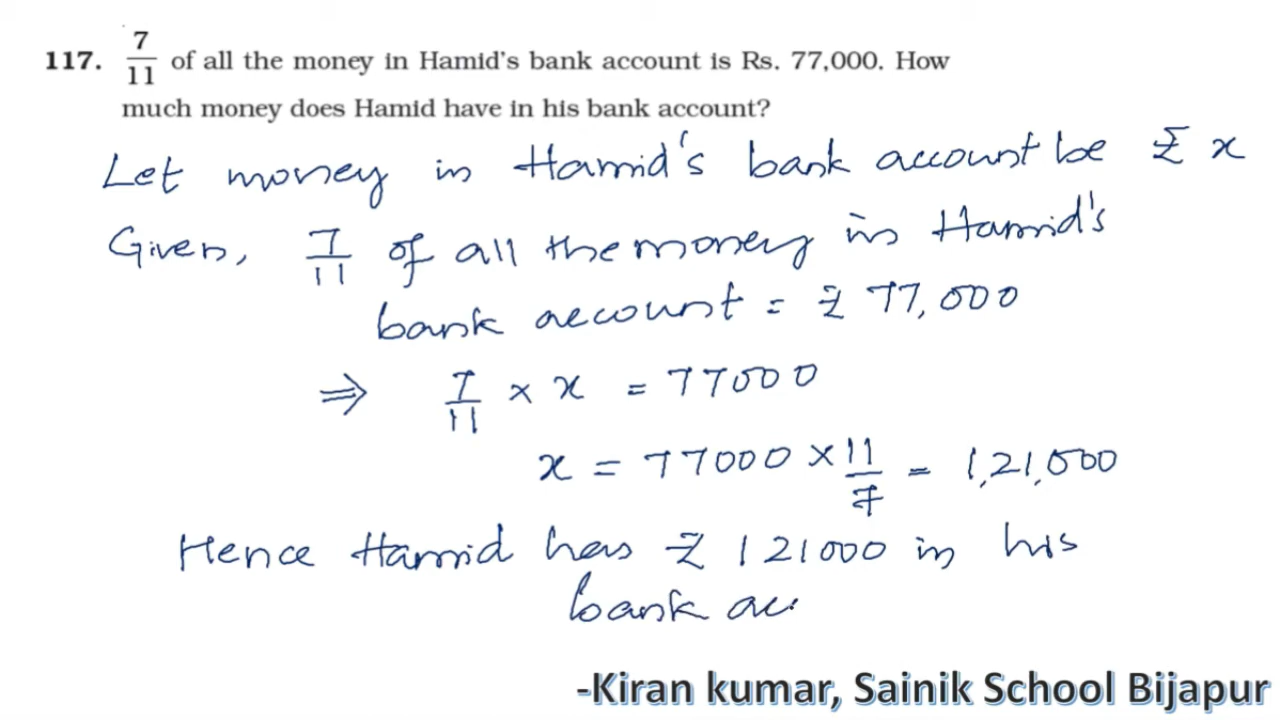 117. 7/11 of all the money in Hamid's bank account is Rs. 77,000. How
much money does Hamid have in his bank account?
Let money in Hamid's bank account be ₹ x
Given, 7/11 of all the money in Hamid's
bank account = ₹ 77,000
⇒ 7/11 × x = 77000
x = 77000 × 11/7 = 1,21,000
Hence Hamid has ₹ 121000 in his
bank ac
-Kiran kumar, Sainik School Bijapur